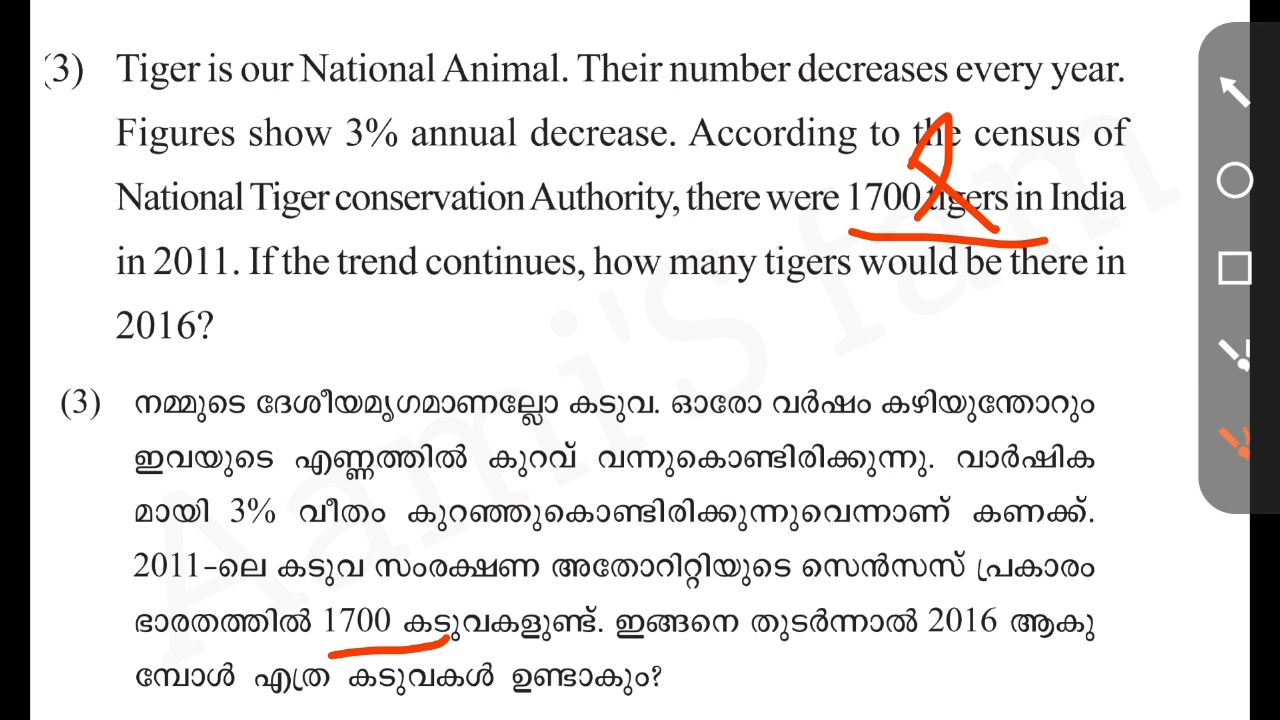 (3) Tiger is our National Animal. Their number decreases every year.
Figures show 3% annual decrease. According to the census of
National Tiger conservation Authority, there were 1700 tigers in India
in 2011. If the trend continues, how many tigers would be there in
2016?
(3) നമ്മുടെ ദേശീയമൃഗമാണല്ലോ കടുവ. ഓരോ വർഷം കഴിയുന്തോറും
ഇവയുടെ എണ്ണത്തിൽ കുറവ് വന്നുകൊണ്ടിരിക്കുന്നു. വാർഷിക
മായി 3% വീതം കുറഞ്ഞുകൊണ്ടിരിക്കുന്നുവെന്നാണ് കണക്ക്.
2011-ലെ കടുവ സംരക്ഷണ അതോറിറ്റിയുടെ സെൻസസ് പ്രകാരം
ഭാരതത്തിൽ 1700 കടുവകളുണ്ട്. ഇങ്ങനെ തുടർന്നാൽ 2016 ആകു
മ്പോൾ എത്ര കടുവകൾ ഉണ്ടാകും?
Aami'S fam